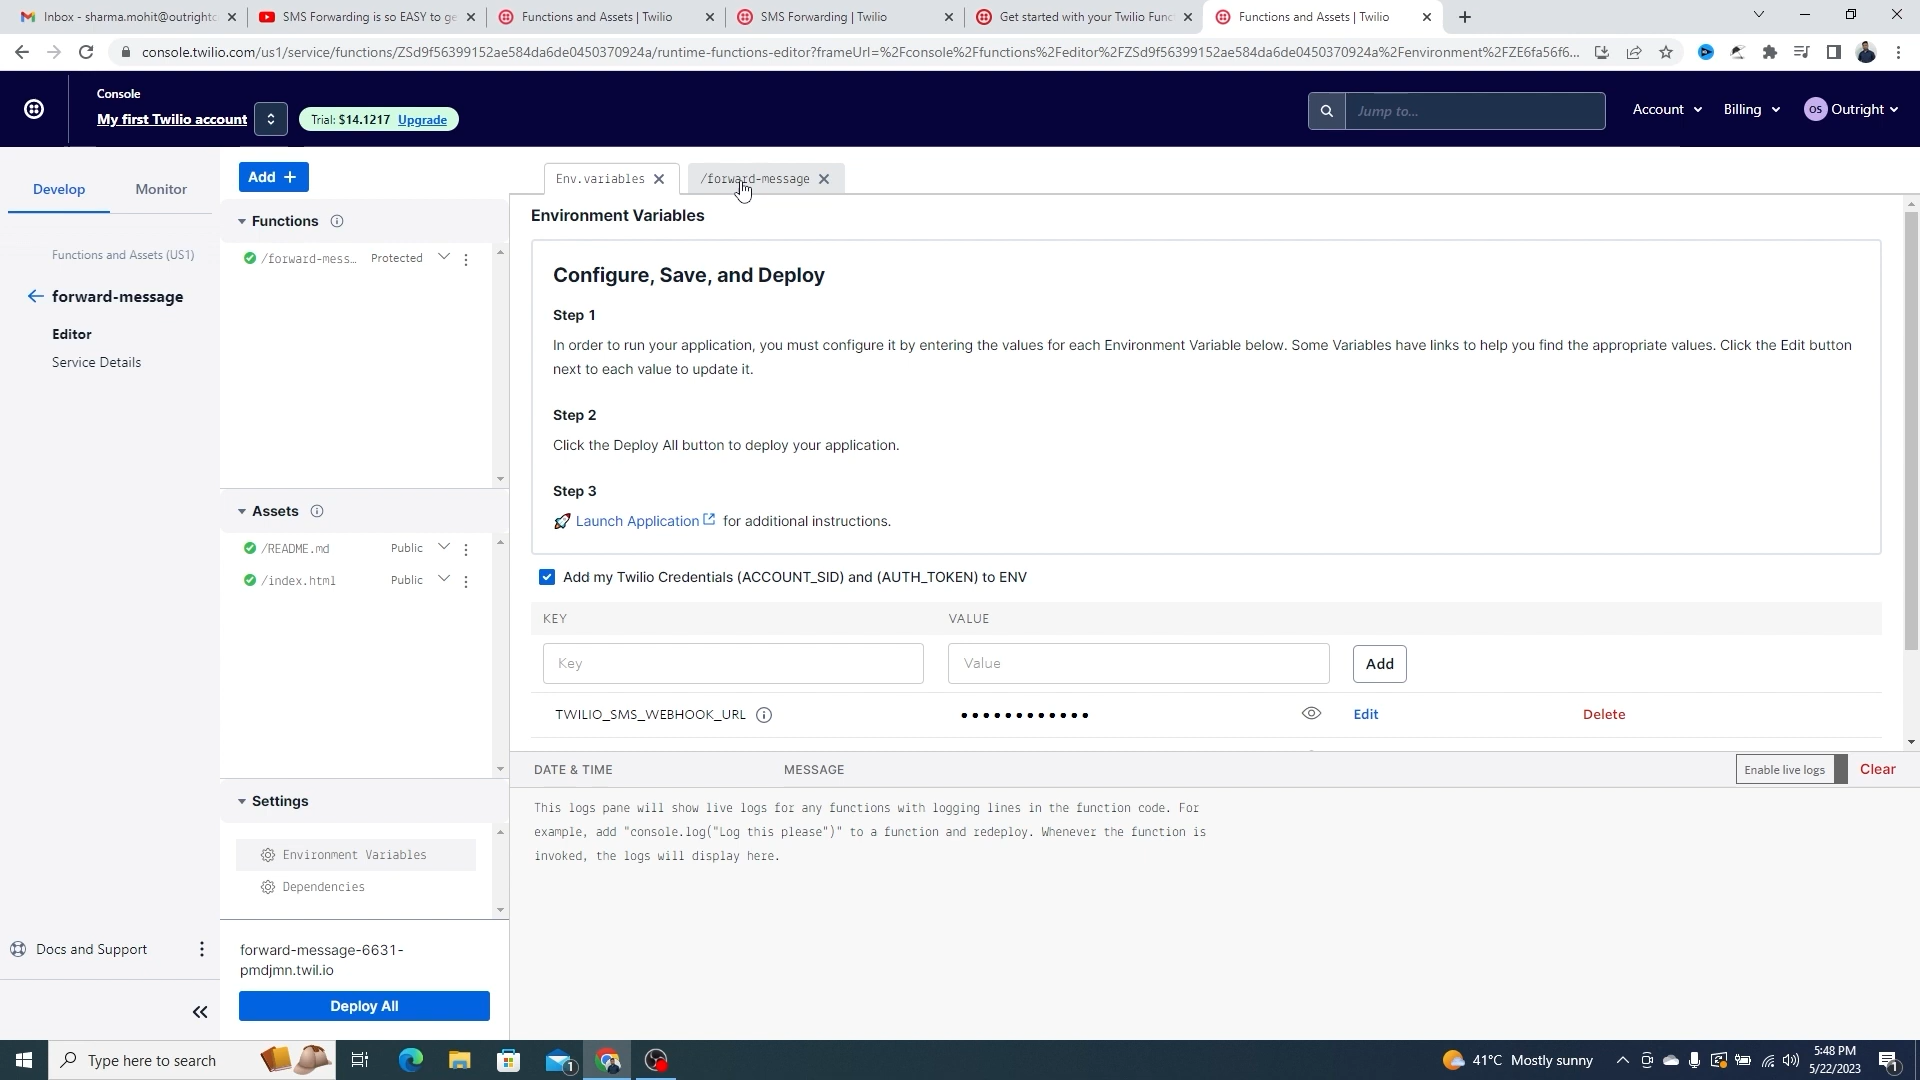 Inbox - sharma.mohit@outrightc
SMS Forwarding is so EASY to ge
Functions and Assets | Twilio
SMS Forwarding | Twilio
Get started with your Twilio Func
Functions and Assets | Twilio
console.twilio.com/us1/service/functions/ZSd9f56399152ae584da6de0450370924a/runtime-functions-editor?frameUrl=%2Fconsole%2Ffunctions%2Feditor%2FZSd9f56399152ae584da6de0450370924a%2Fenvironment%2FZE6fa56f6...
Console
My first Twilio account
Trial: $14.1217 Upgrade
Jump to...
Account
Billing
OS Outright
Develop
Monitor
Functions and Assets (US1)
forward-message
Editor
Service Details
Docs and Support
Add +
Functions
/forward-mess… Protected
Assets
/README.md Public
/index.html Public
Settings
Environment Variables
Dependencies
forward-message-6631-
pmdjmn.twil.io
Deploy All
Env.variables
/forward-message
Environment Variables
Configure, Save, and Deploy
Step 1
In order to run your application, you must configure it by entering the values for each Environment Variable below. Some Variables have links to help you find the appropriate values. Click the Edit button
next to each value to update it.
Step 2
Click the Deploy All button to deploy your application.
Step 3
🚀 Launch Application for additional instructions.
Add my Twilio Credentials (ACCOUNT_SID) and (AUTH_TOKEN) to ENV
KEY VALUE
Key Value Add
TWILIO_SMS_WEBHOOK_URL •••••••••••• Edit Delete
DATE & TIME MESSAGE Enable live logs Clear
This logs pane will show live logs for any functions with logging lines in the function code. For
example, add "console.log("Log this please")" to a function and redeploy. Whenever the function is
invoked, the logs will display here.
Type here to search
1
41°C Mostly sunny
5:48 PM
5/22/2023
1